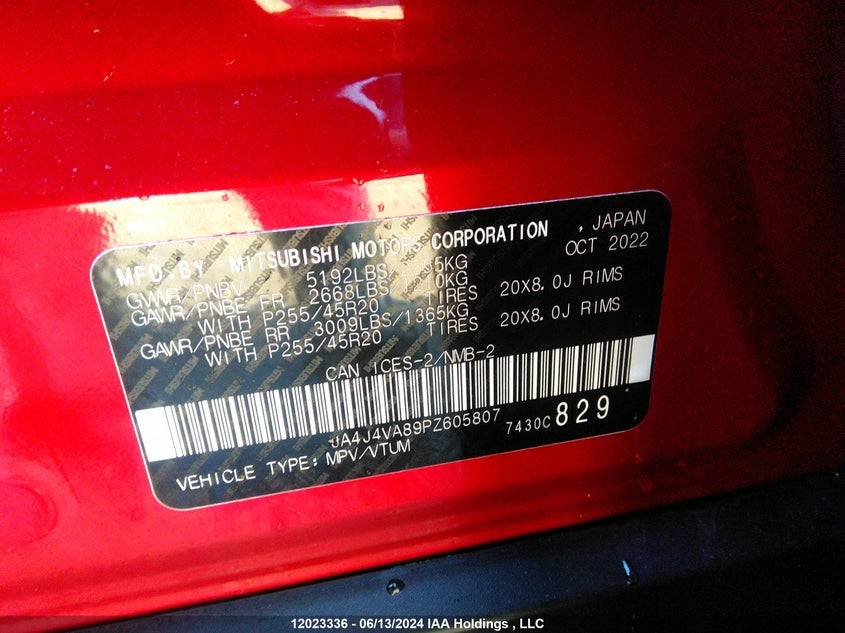 MFD BY MITSUBISHI MOTORS CORPORATION , JAPAN
GVWR/PNBV 5192LBS 5KG OCT 2022
GAWR/PNBE FR 2668LBS/ 0KG
WITH P255/45R20 TIRES 20X8.0J RIMS
GAWR/PNBE RR 3009LBS/1365KG
WITH P255/45R20 TIRES 20X8.0J RIMS
CAN ICES-2/NMB-2
JA4J4VA89PZ605807 7430C 829
VEHICLE TYPE: MPV/VTUM
12023336 - 06/13/2024 IAA Holdings , LLC